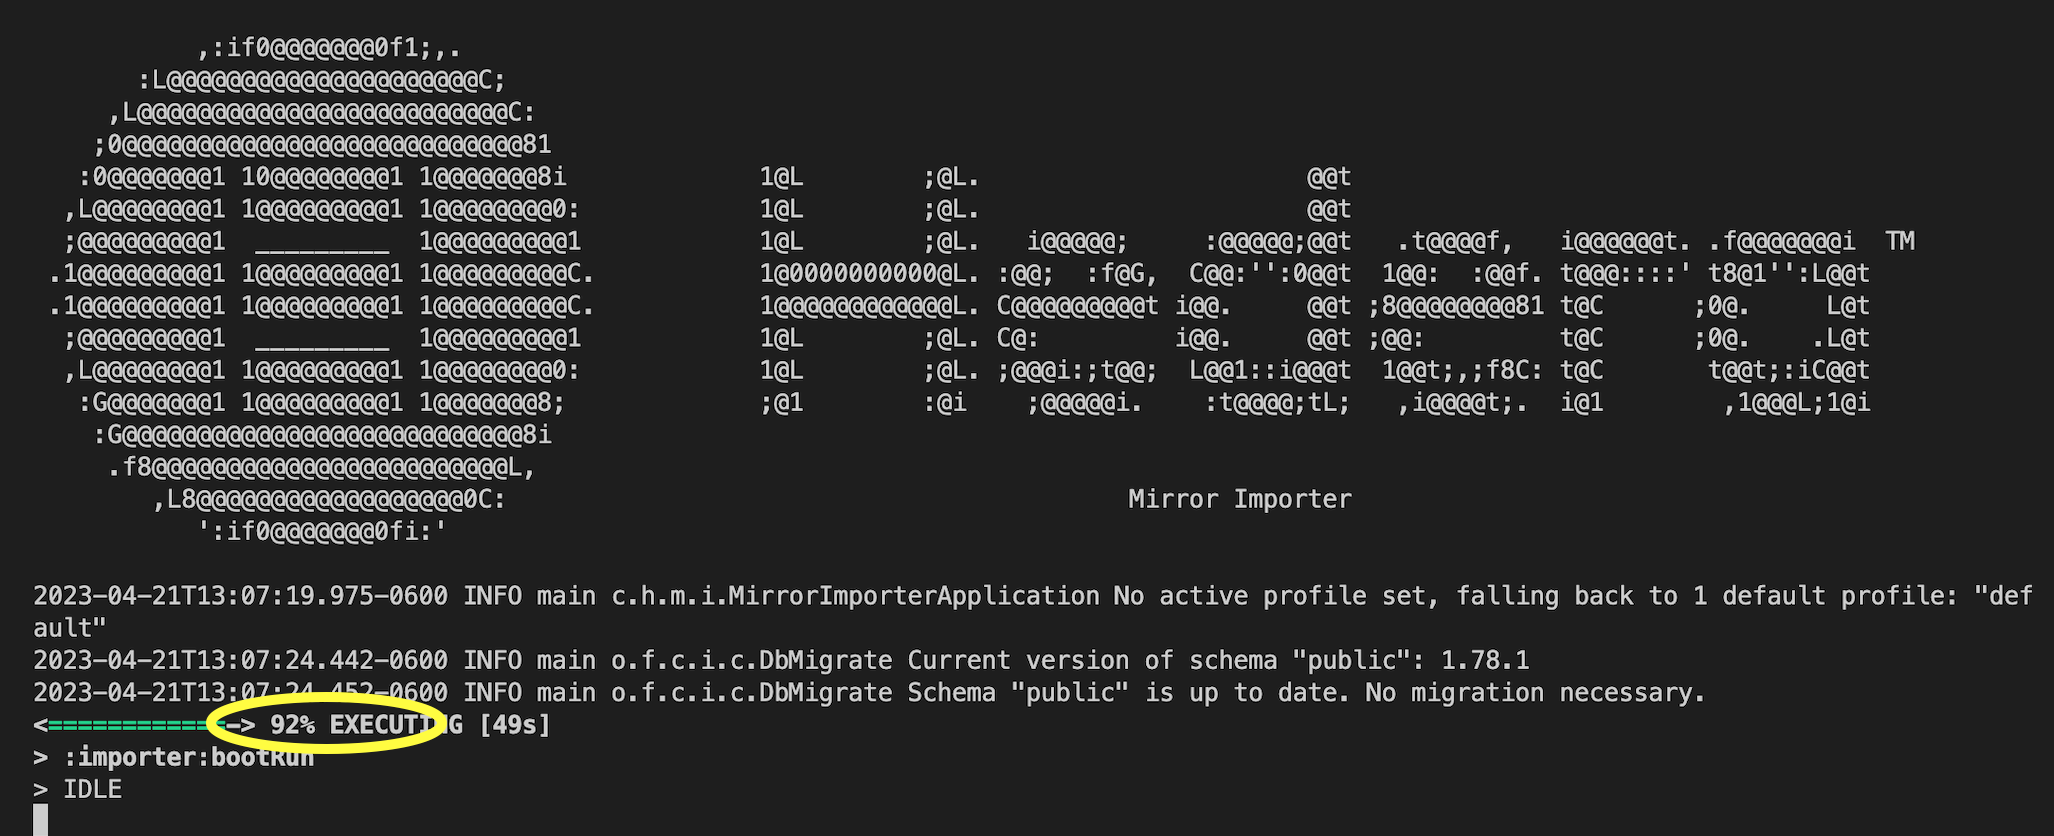 ,:if0@@@@@@@0f1;,.
        :L@@@@@@@@@@@@@@@@@@@@@C;
      ,L@@@@@@@@@@@@@@@@@@@@@@@@@C:
     ;0@@@@@@@@@@@@@@@@@@@@@@@@@@@81
    :0@@@@@@@1 10@@@@@@@@1 1@@@@@@@8i             1@L        ;@L.                      @@t
   ,L@@@@@@@@1 1@@@@@@@@@1 1@@@@@@@@0:            1@L        ;@L.                      @@t
   ;@@@@@@@@@1  _________  1@@@@@@@@@1            1@L        ;@L.   i@@@@@;     :@@@@@;@@t   .t@@@@f,   i@@@@@@t. .f@@@@@@@i  TM
  .1@@@@@@@@@1 1@@@@@@@@@1 1@@@@@@@@@C.           1@0000000000@L. :@@;  :f@G,  C@@:'':0@@t  1@@:  :@@f. t@@@::::' t8@1'':L@@t
  .1@@@@@@@@@1 1@@@@@@@@@1 1@@@@@@@@@C.           1@@@@@@@@@@@@L. C@@@@@@@@@t i@@.     @@t ;8@@@@@@@@81 t@C      ;0@.     L@t
   ;@@@@@@@@@1  _________  1@@@@@@@@@1            1@L        ;@L. C@:         i@@.     @@t ;@@:         t@C      ;0@.    .L@t
   ,L@@@@@@@@1 1@@@@@@@@@1 1@@@@@@@@0:            1@L        ;@L. ;@@@i:;t@@;  L@@1::i@@@t  1@@t;,;f8C: t@C       t@@t;:iC@@t
    :G@@@@@@@1 1@@@@@@@@@1 1@@@@@@@8;             ;@1        :@i    ;@@@@@i.    :t@@@@;tL;   ,i@@@@t;.  i@1        ,1@@@L;1@i
     :G@@@@@@@@@@@@@@@@@@@@@@@@@@@8i
      .f8@@@@@@@@@@@@@@@@@@@@@@@@L,
         ,L8@@@@@@@@@@@@@@@@@@0C:                                          Mirror Importer
            ':if0@@@@@@@0fi:'
2023-04-21T13:07:19.975-0600 INFO main c.h.m.i.MirrorImporterApplication No active profile set, falling back to 1 default profile: "def
ault"
2023-04-21T13:07:24.442-0600 INFO main o.f.c.i.c.DbMigrate Current version of schema "public": 1.78.1
2023-04-21T13:07:24.452-0600 INFO main o.f.c.i.c.DbMigrate Schema "public" is up to date. No migration necessary.
<============-> 92% EXECUTING [49s]
> :importer:bootRun
> IDLE